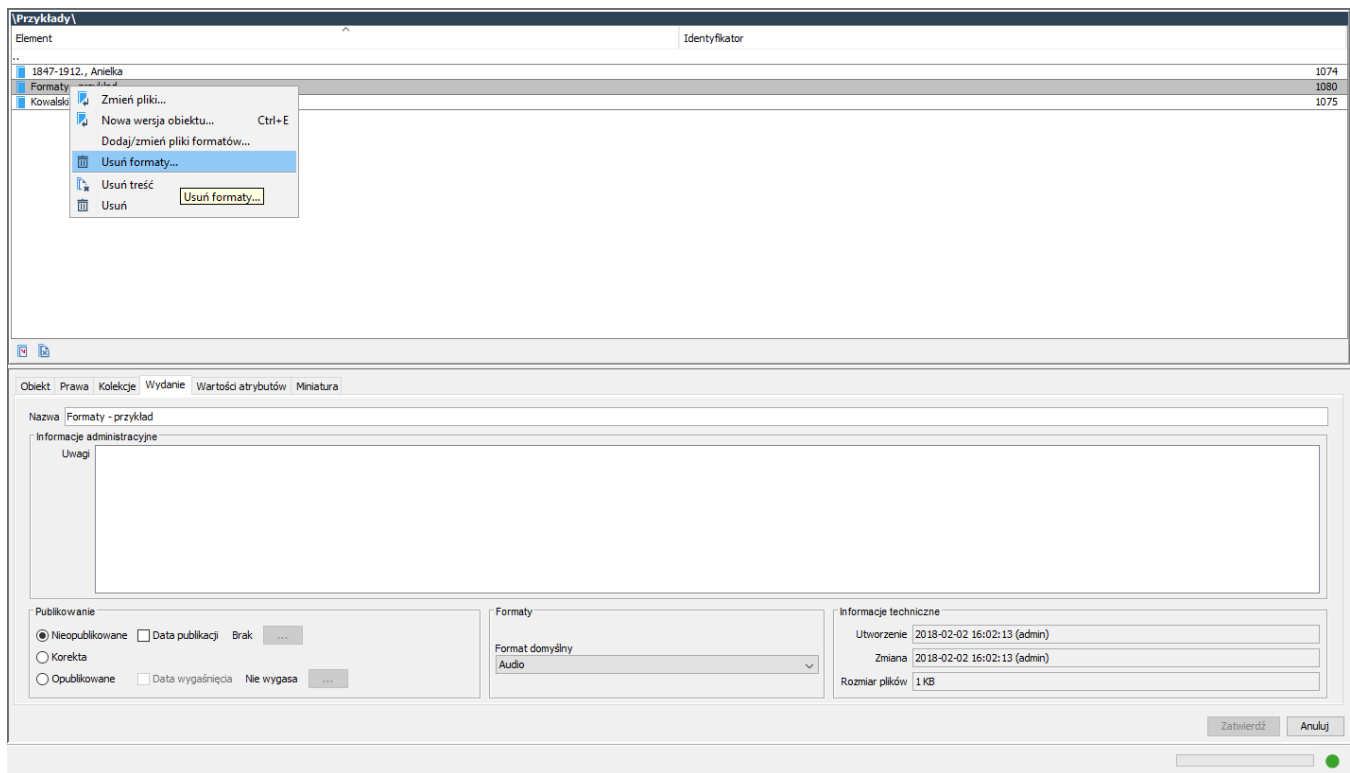 \Przykłady\
Element Identyfikator
..
1847-1912., Anielka 1074
Formaty - przykład 1080
Kowalski 1075
Zmień pliki...
Nowa wersja obiektu... Ctrl+E
Dodaj/zmień pliki formatów...
Usuń formaty...
Usuń treść
Usuń formaty...
Usuń
Obiekt Prawa Kolekcje Wydanie Wartości atrybutów Miniatura
Nazwa Formaty - przykład
Informacje administracyjne
Uwagi
Publikowanie Formaty Informacje techniczne
Nieopublikowane Data publikacji Brak ... Utworzenie 2018-02-02 16:02:13 (admin)
Format domyślny
Korekta Audio Zmiana 2018-02-02 16:02:13 (admin)
Opublikowane Data wygaśnięcia Nie wygasa ... Rozmiar plików 1 KB
Zatwierdź Anuluj